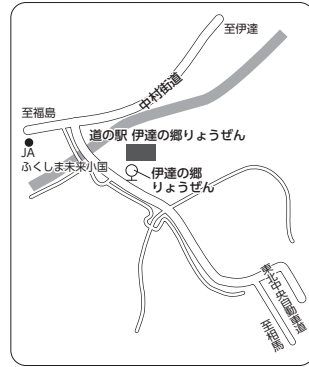 至伊達
中村街道
至福島
道の駅 伊達の郷りょうぜん
JA
ふくしま未来小国
伊達の郷
りょうぜん
東北中央自動車道
至相馬